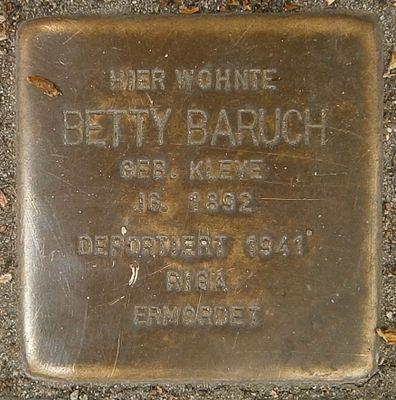 HIER WOHNTE
BETTY BARUCH
GEB. KLEVE
JG. 1892
DEPORTIERT 1941
RIGA
ERMORDET